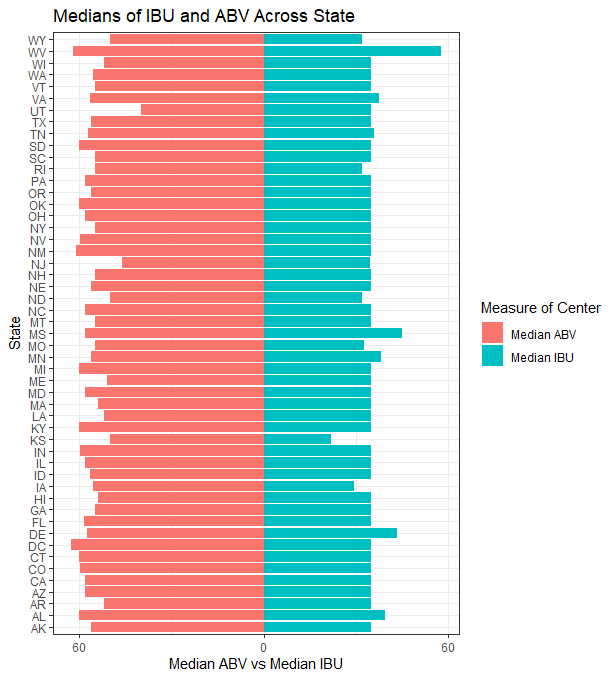 Medians of IBU and ABV Across State
WY
WV
WI
WA
VT
VA
UT
TX
TN
SD
SC
RI
PA
OR
OK
OH
NY
NV
NM
NJ
NH
NE
ND
NC
MT
MS
MO
MN
MI
ME
MD
MA
LA
KY
KS
IN
IL
ID
IA
HI
GA
FL
DE
DC
CT
CO
CA
AZ
AR
AL
AK
State
60 0 60
Median ABV vs Median IBU
Measure of Center
Median ABV
Median IBU